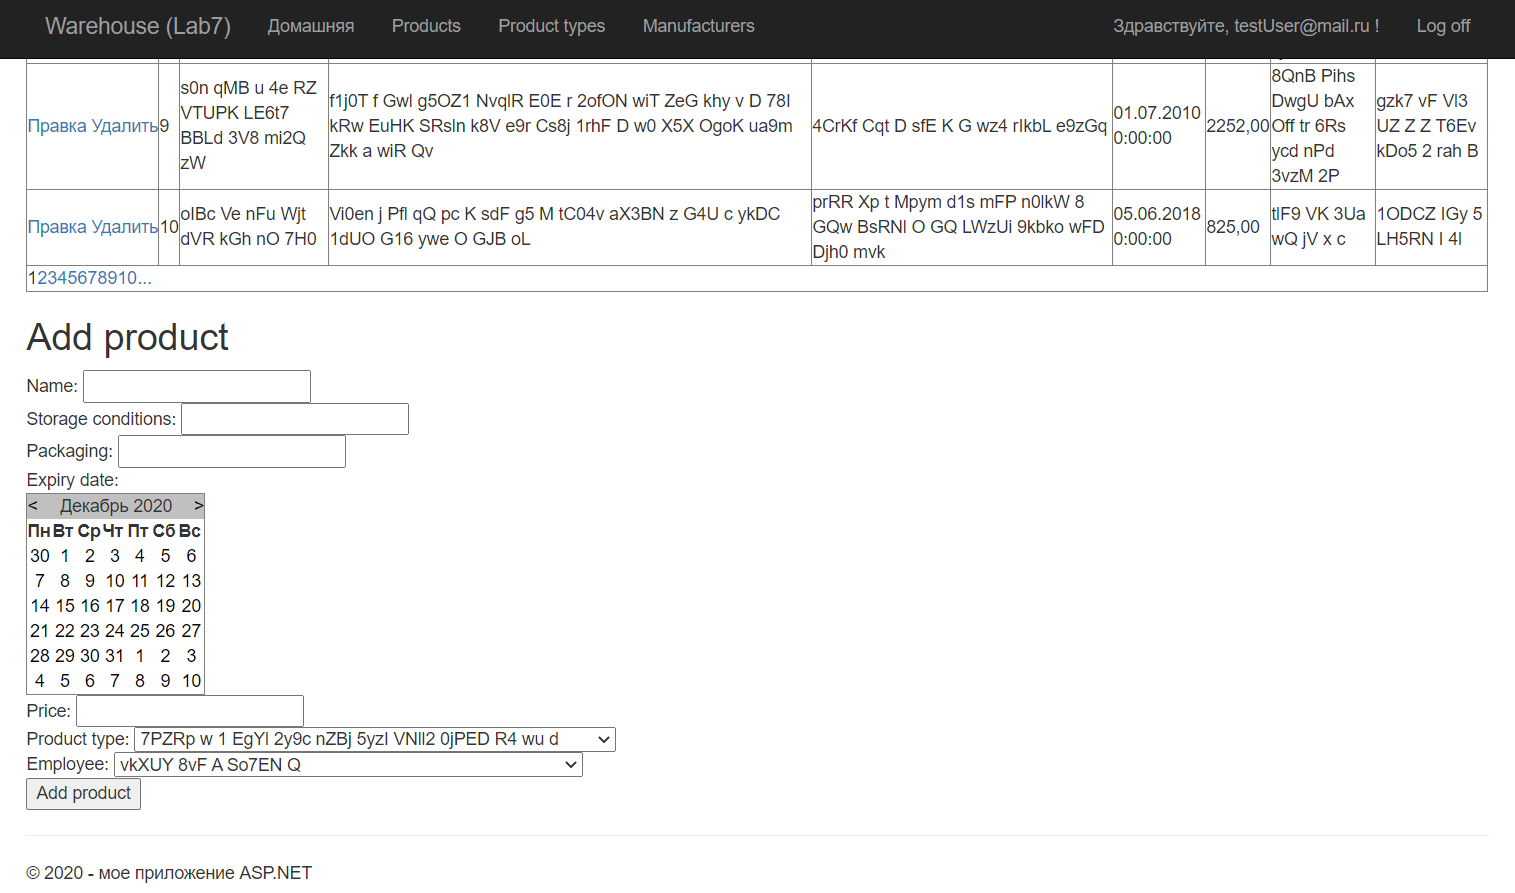 Warehouse (Lab7) Домашняя Products Product types Manufacturers Здравствуйте, testUser@mail.ru ! Log off
Правка Удалить 9
s0n qMB u 4e RZ
VTUPK LE6t7
BBLd 3V8 mi2Q
zW
f1j0T f Gwl g5OZ1 NvqlR E0E r 2ofON wiT ZeG khy v D 78I
kRw EuHK SRsln k8V e9r Cs8j 1rhF D w0 X5X OgoK ua9m
Zkk a wiR Qv
4CrKf Cqt D sfE K G wz4 rIkbL e9zGq
01.07.2010
0:00:00
2252,00
8QnB Pihs
DwgU bAx
Off tr 6Rs
ycd nPd
3vzM 2P
gzk7 vF Vl3
UZ Z Z T6Ev
kDo5 2 rah B
Правка Удалить 10
oIBc Ve nFu Wjt
dVR kGh nO 7H0
Vi0en j Pfl qQ pc K sdF g5 M tC04v aX3BN z G4U c ykDC
1dUO G16 ywe O GJB oL
prRR Xp t Mpym d1s mFP n0lkW 8
GQw BsRNl O GQ LWzUi 9kbko wFD
Djh0 mvk
05.06.2018
0:00:00
825,00
tlF9 VK 3Ua
wQ jV x c
1ODCZ IGy 5
LH5RN I 4l
12345678910...
Add product
Name:
Storage conditions:
Packaging:
Expiry date:
< Декабрь 2020 >
Пн Вт Ср Чт Пт Сб Вс
30 1 2 3 4 5 6
7 8 9 10 11 12 13
14 15 16 17 18 19 20
21 22 23 24 25 26 27
28 29 30 31 1 2 3
4 5 6 7 8 9 10
Price:
Product type: 7PZRp w 1 EgYl 2y9c nZBj 5yzI VNll2 0jPED R4 wu d
Employee: vkXUY 8vF A So7EN Q
Add product
© 2020 - мое приложение ASP.NET